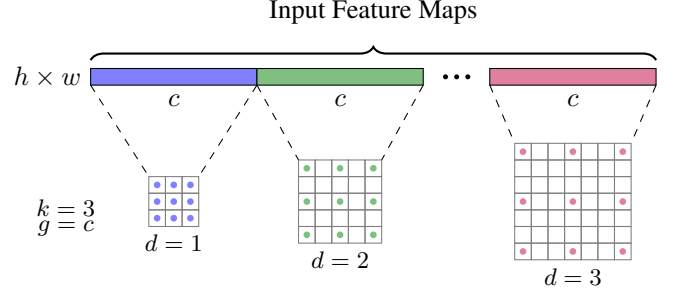 Input Feature Maps
h × w
c c ··· c
k = 3
g = c
d = 1
d = 2
d = 3